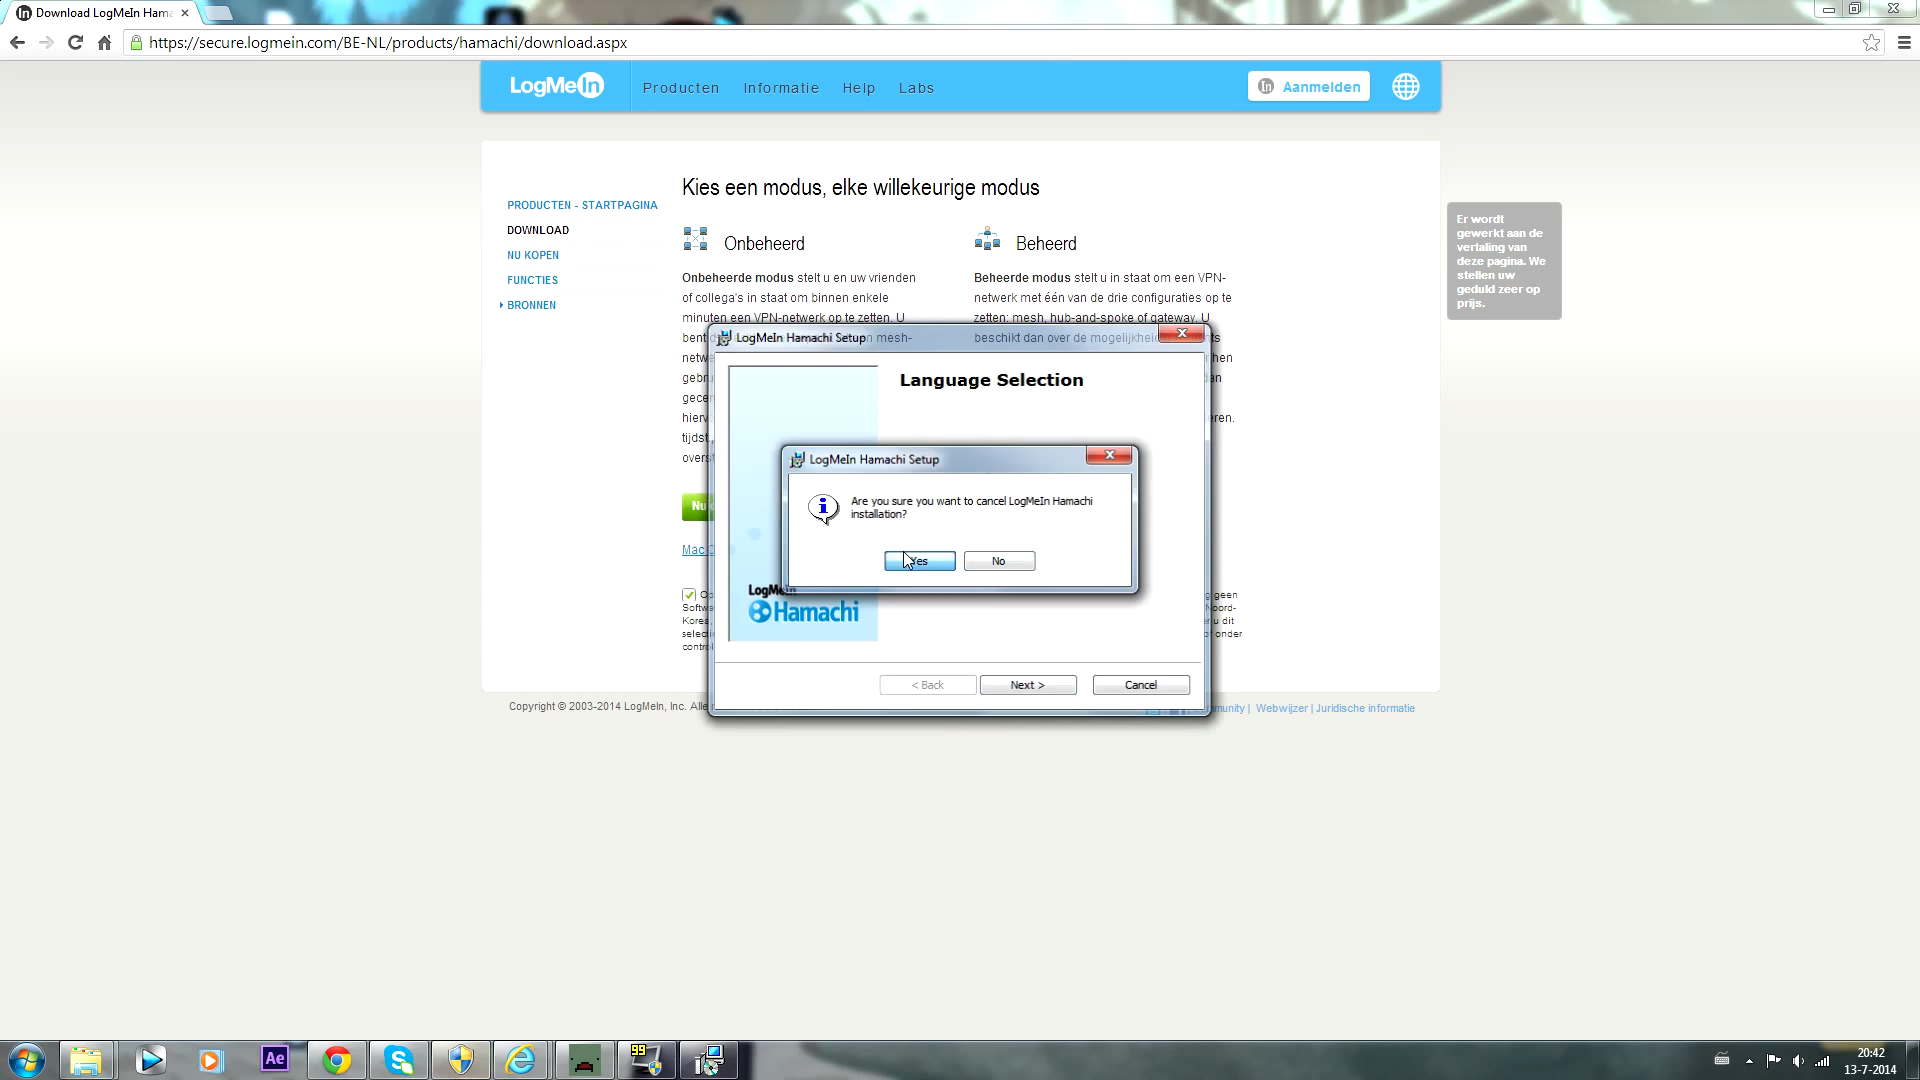 Download LogMeIn Hama
https://secure.logmein.com/BE-NL/products/hamachi/download.aspx
LogMeIn
Producten
Informatie
Help
Labs
in Aanmelden
PRODUCTEN - STARTPAGINA
DOWNLOAD
NU KOPEN
FUNCTIES
BRONNEN
Kies een modus, elke willekeurige modus
Onbeheerd
Onbeheerde modus stelt u en uw vrienden
of collega's in staat om binnen enkele
minuten een VPN-netwerk op te zetten. U
Beheerd
Beheerde modus stelt u in staat om een VPN-
netwerk met één van de drie configuraties op te
zetten: mesh, hub-and-spoke of gateway. U
beschikt dan over de
Er wordt
gewerkt aan de
vertaling van
deze pagina. We
stellen uw
geduld zeer op
prijs.
LogMeIn Hamachi Setup
Language Selection
LogMeIn Hamachi Setup
Are you sure you want to cancel LogMeIn Hamachi
installation?
Yes
No
Hamachi
< Back
Next >
Cancel
Copyright © 2003-2014 LogMeIn, Inc. Alle
Webwijzer | Juridische informatie
Ae
99
20:42
13-7-2014